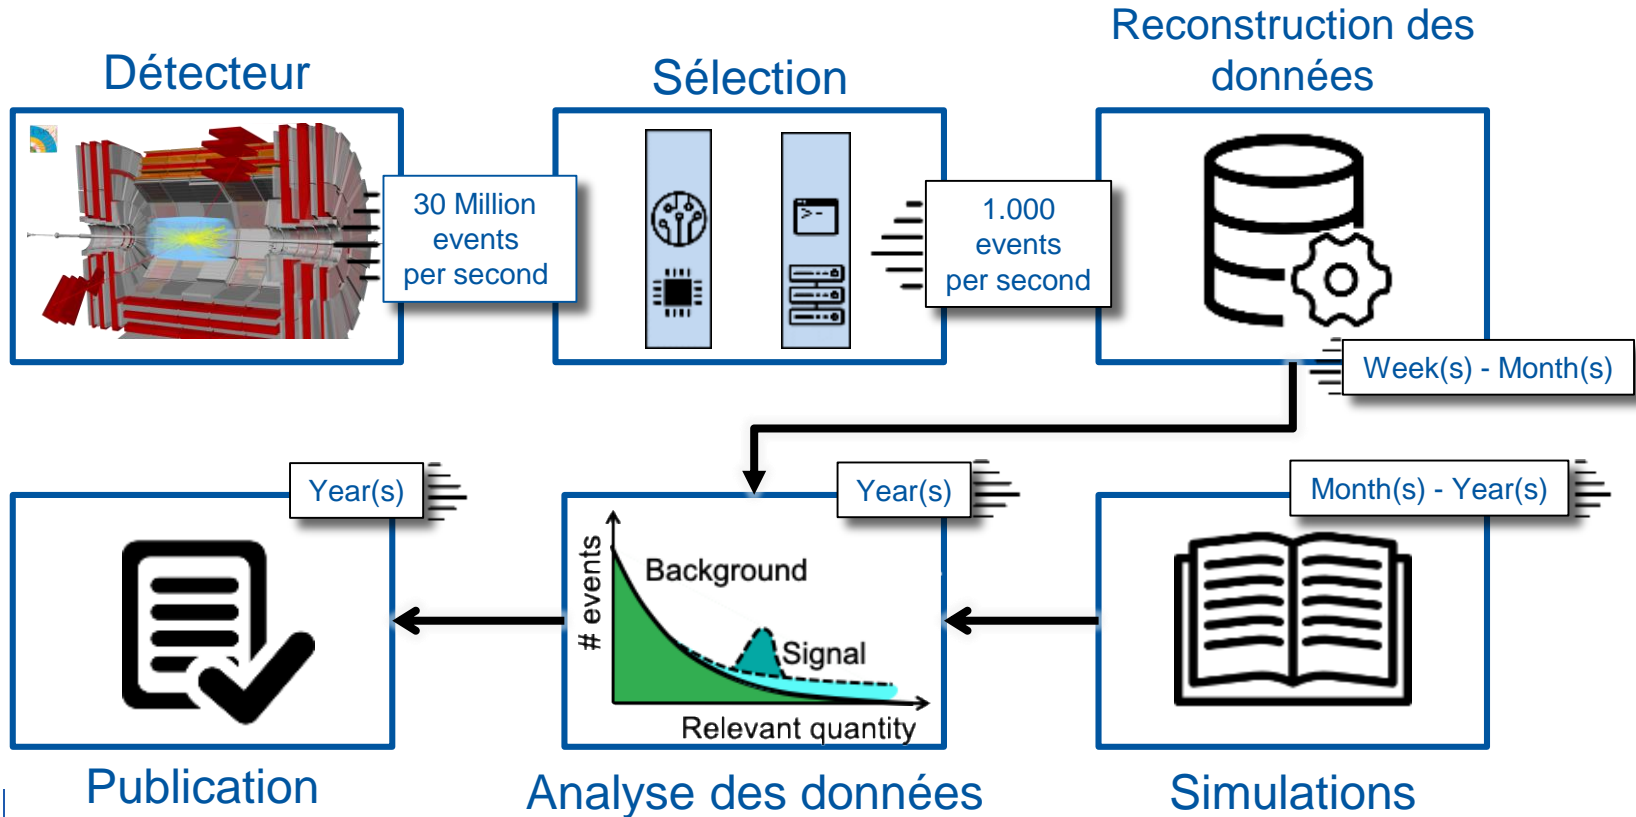 Détecteur
Sélection
Reconstruction des
données
30 Million
events
per second
>-
1.000
events
per second
Week(s) - Month(s)
Year(s)
Year(s)
Month(s) - Year(s)
# events
Background
Signal
Relevant quantity
Publication
Analyse des données
Simulations